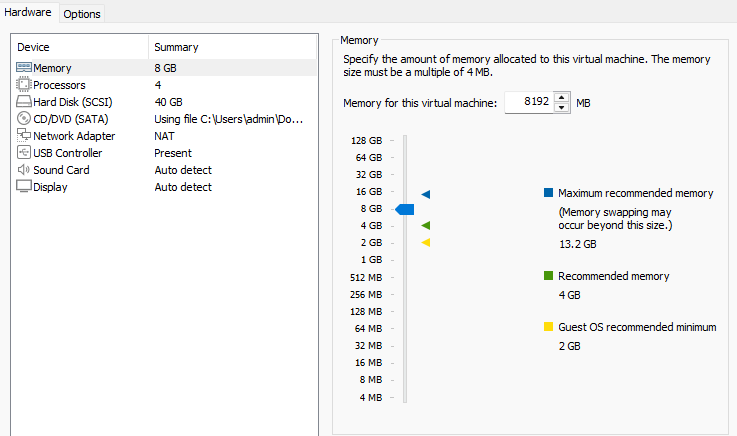 Hardware Options
Device Summary
Memory 8 GB
Processors 4
Hard Disk (SCSI) 40 GB
CD/DVD (SATA) Using file C:\Users\admin\Do...
Network Adapter NAT
USB Controller Present
Sound Card Auto detect
Display Auto detect
Memory
Specify the amount of memory allocated to this virtual machine. The memory
size must be a multiple of 4 MB.
Memory for this virtual machine: 8192 MB
128 GB
64 GB
32 GB
16 GB
8 GB
4 GB
2 GB
1 GB
512 MB
256 MB
128 MB
64 MB
32 MB
16 MB
8 MB
4 MB
Maximum recommended memory
(Memory swapping may
occur beyond this size.)
13.2 GB
Recommended memory
4 GB
Guest OS recommended minimum
2 GB